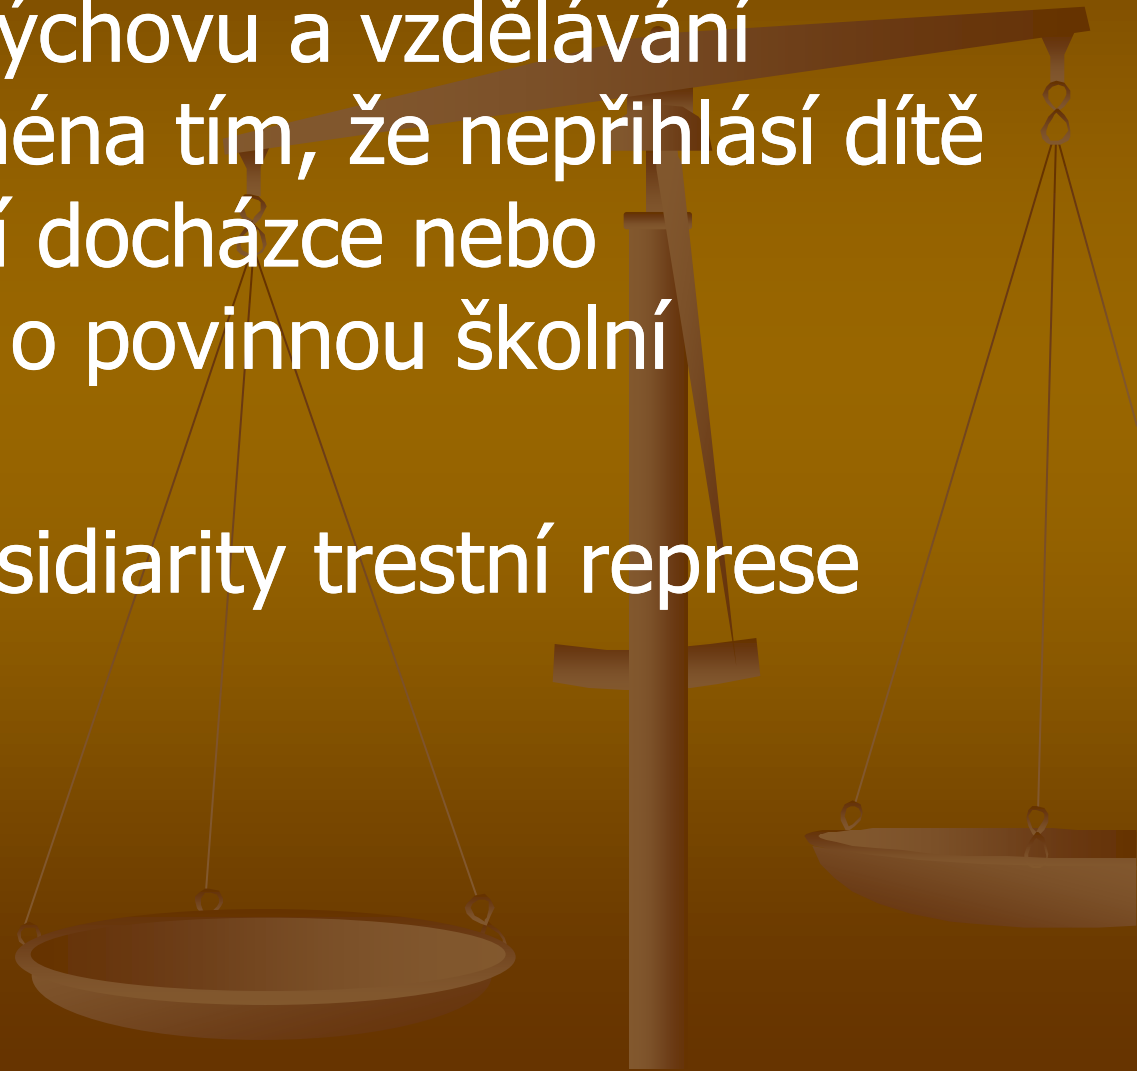 ýchovu a vzdělávání
éna tím, že nepřihlásí dítě
í docházce nebo
o povinnou školní
sidiarity trestní represe